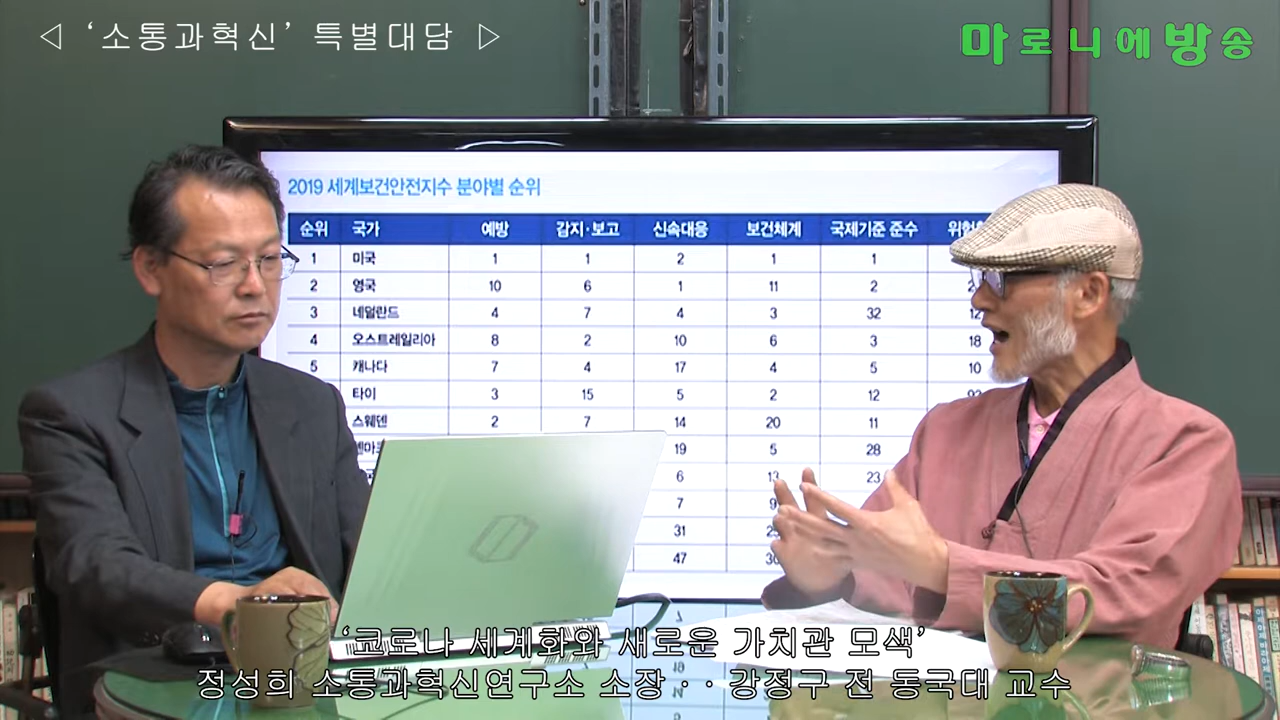 ◁ ‘소통과혁신’ 특별대담 ▷
마로니에방송
2019 세계보건안전지수 분야별 순위
순위 국가 예방 감지·보고 신속대응 보건체계 국제기준 준수
1 미국 1 1 2 1 1
2 영국 10 6 1 11 2
3 네덜란드 4 7 4 3 32 12
4 오스트레일리아 8 2 10 6 3 18
5 캐나다 7 4 17 4 5 10
타이 3 15 5 2 12
스웨덴 2 7 14 20 11
19 5 28
6 13 23
7
31
47
‘코로나 세계화와 새로운 가치관 모색’
정성희 소통과혁신연구소 소장 ·· 강정구 전 동국대 교수